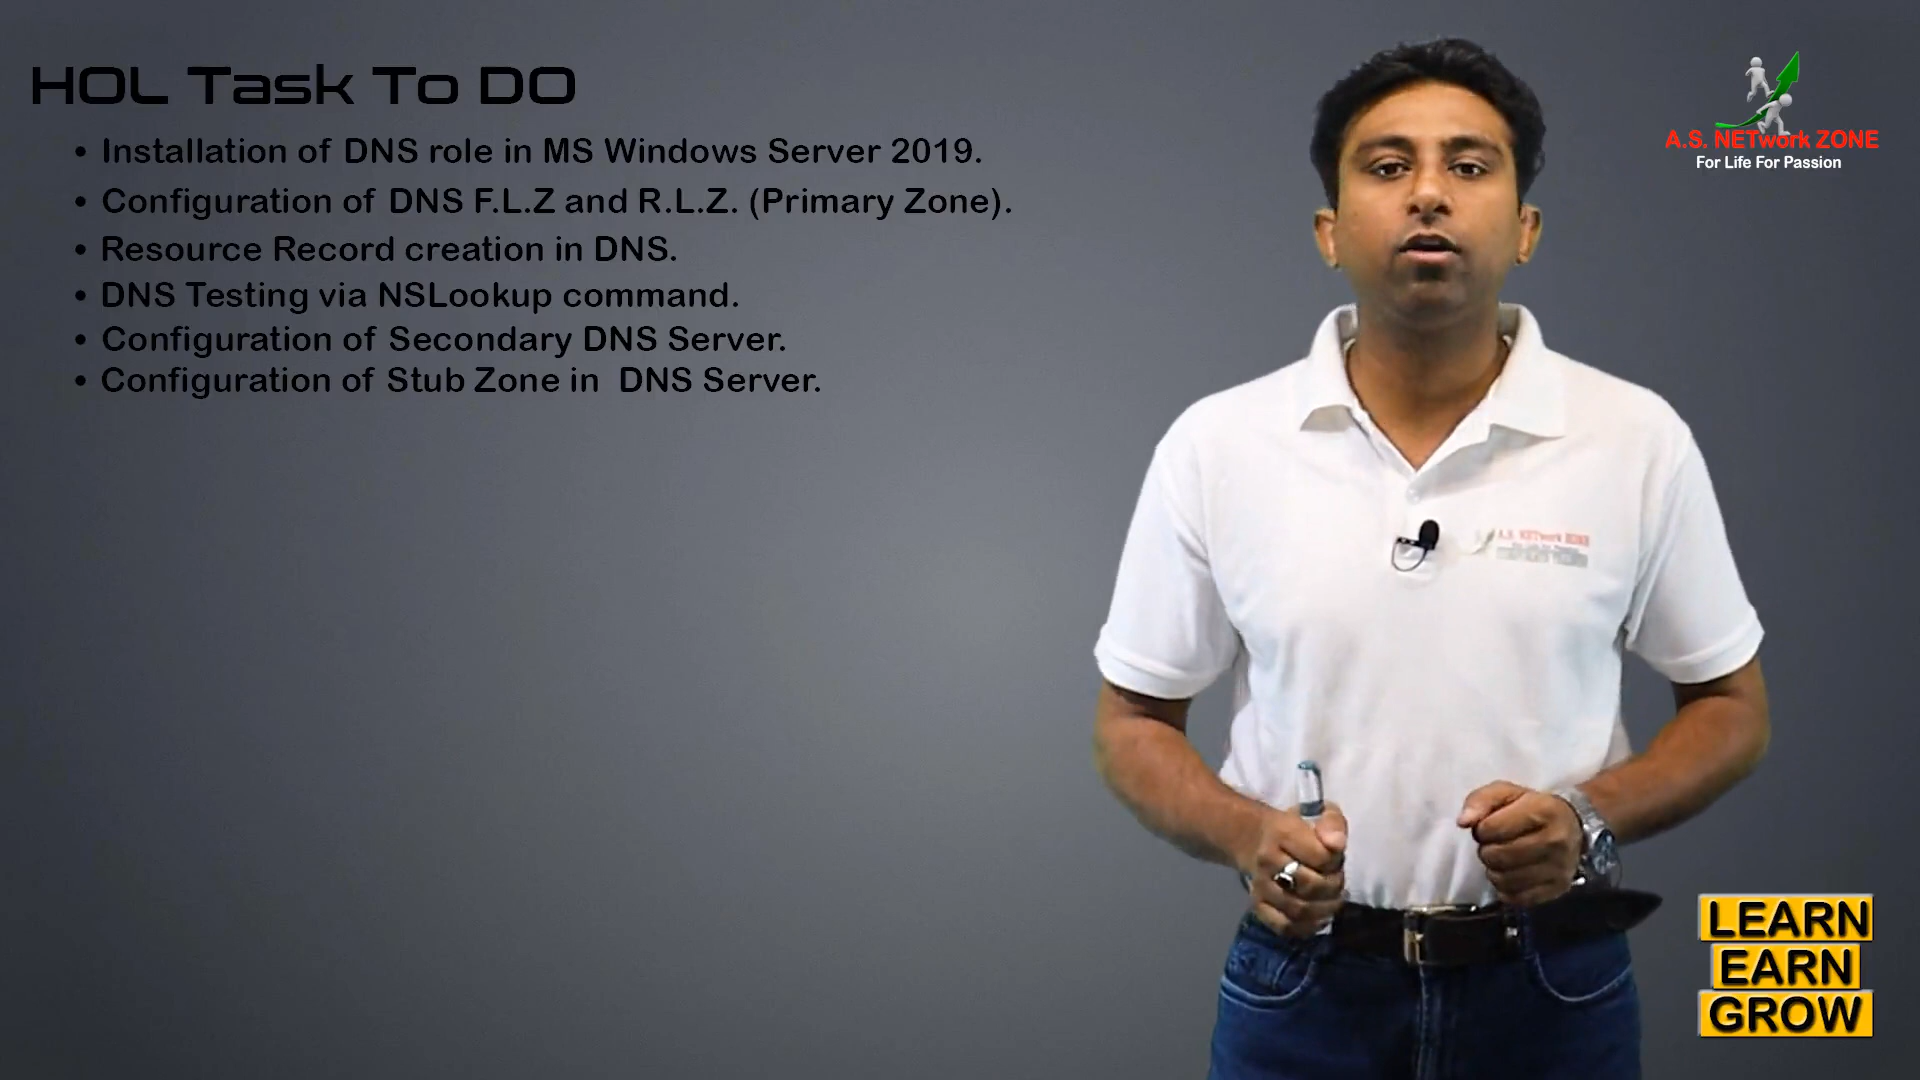 HOL Task To DO
• Installation of DNS role in MS Windows Server 2019.
• Configuration of DNS F.L.Z and R.L.Z. (Primary Zone).
• Resource Record creation in DNS.
• DNS Testing via NSLookup command.
• Configuration of Secondary DNS Server.
• Configuration of Stub Zone in DNS Server.
A.S. NETwork ZONE
For Life For Passion
A.S. NETwork ZONE
LEARN
EARN
GROW